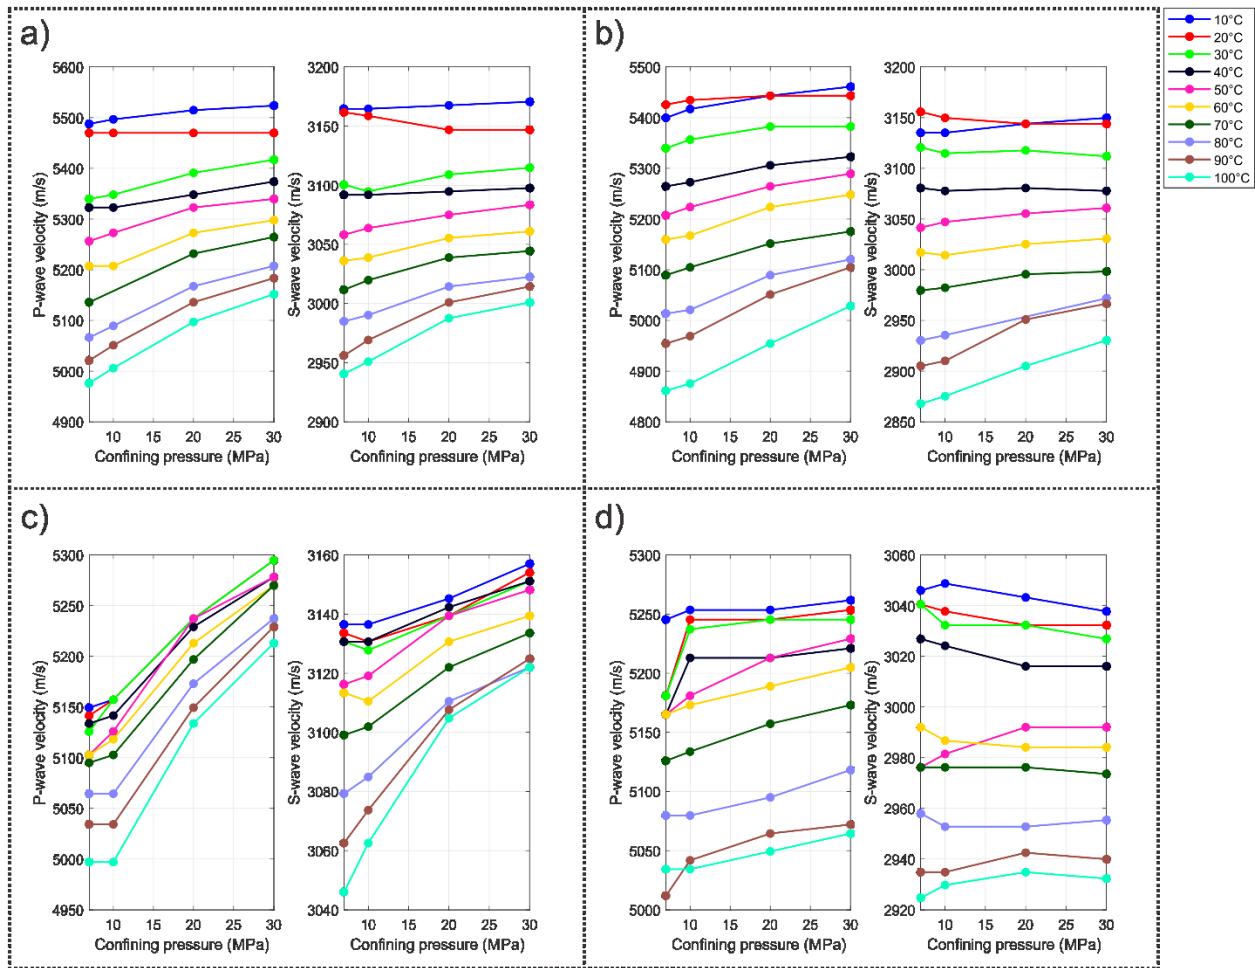 a)
P-wave velocity (m/s)
5600
5500
5400
5300
5200
5100
5000
4900
10 15 20 25 30
Confining pressure (MPa)
S-wave velocity (m/s)
3200
3150
3100
3050
3000
2950
2900
10 15 20 25 30
Confining pressure (MPa)
b)
P-wave velocity (m/s)
5500
5400
5300
5200
5100
5000
4900
4800
10 15 20 25 30
Confining pressure (MPa)
S-wave velocity (m/s)
3200
3150
3100
3050
3000
2950
2900
2850
10 15 20 25 30
Confining pressure (MPa)
10°C
20°C
30°C
40°C
50°C
60°C
70°C
80°C
90°C
100°C
c)
P-wave velocity (m/s)
5300
5250
5200
5150
5100
5050
5000
4950
10 15 20 25 30
Confining pressure (MPa)
S-wave velocity (m/s)
3160
3140
3120
3100
3080
3060
3040
10 15 20 25 30
Confining pressure (MPa)
d)
P-wave velocity (m/s)
5300
5250
5200
5150
5100
5050
5000
10 15 20 25 30
Confining pressure (MPa)
S-wave velocity (m/s)
3060
3040
3020
3000
2980
2960
2940
2920
10 15 20 25 30
Confining pressure (MPa)